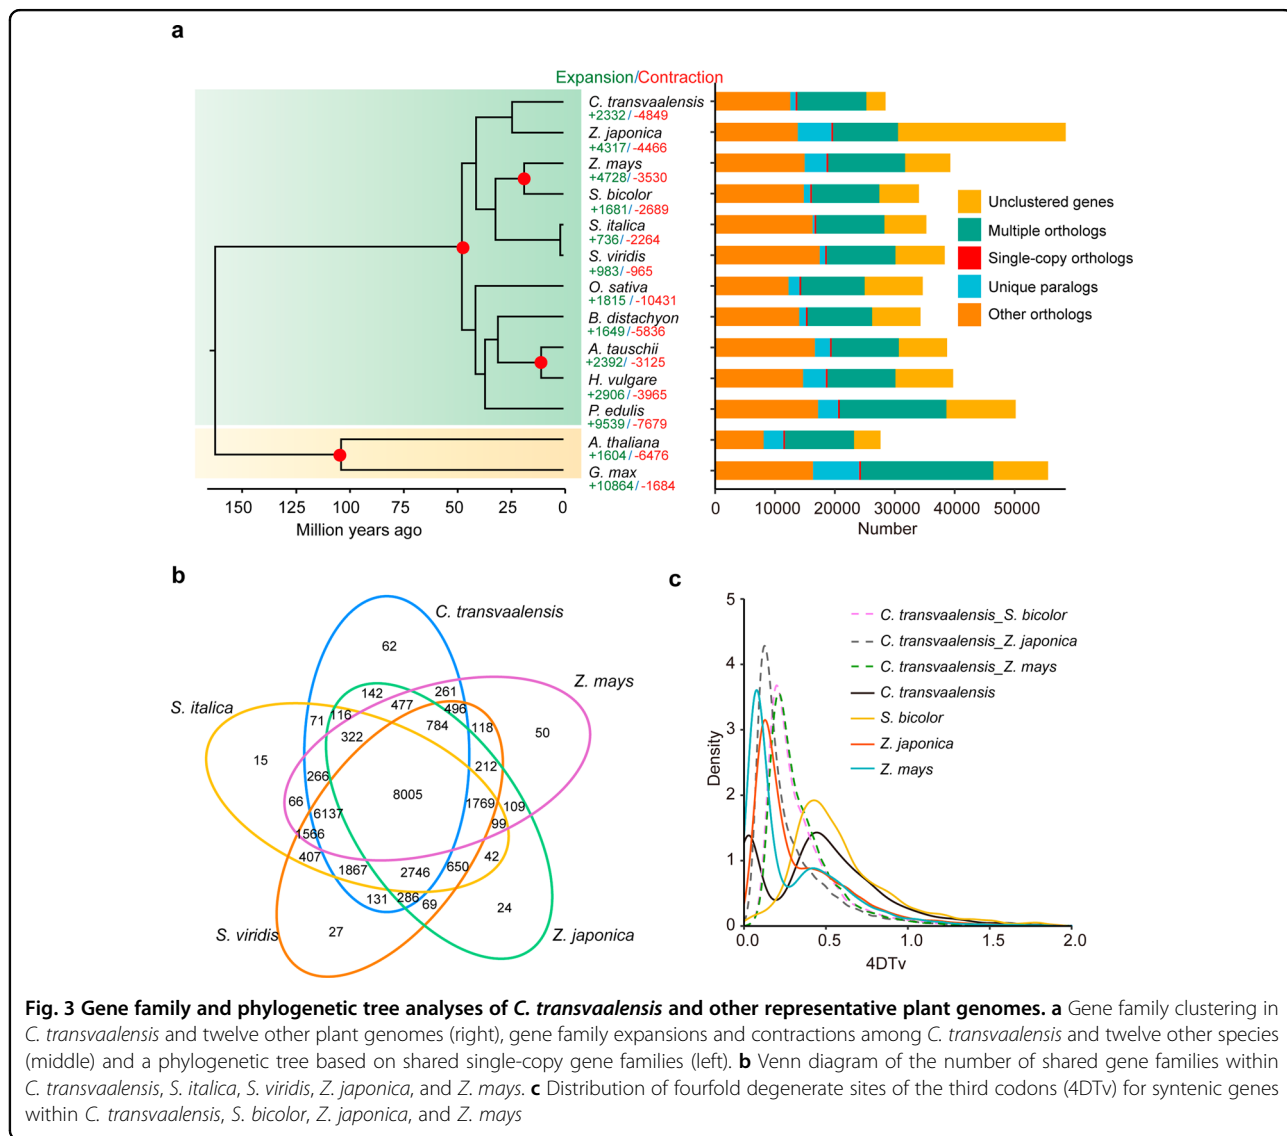 a
Expansion/Contraction
C. transvaalensis
+2332/ -4849
Z. japonica
+4317/ -4466
Z. mays
+4728/-3530
S. bicolor
+1681/ -2689
S. italica
+736/ -2264
S. viridis
+983/ -965
O. sativa
+1815 / -10431
B. distachyon
+1649/ -5836
A. tauschii
+2392/ -3125
H. vulgare
+2906/ -3965
P. edulis
+9539/ -7679
A. thaliana
+1604/ -6476
G. max
+10864/ -1684
150 125 100 75 25 0
Million years ago
Unclustered genes
Multiple orthologs
Single-copy orthologs
Unique paralogs
Other orthologs
0 10000 20000 30000 40000 50000
Number
b
C. transvaalensis
Z. mays
S. italica
S. viridis
Z. japonica
62
142
261
71
116
477
496
322
784
118
50
15
212
266
8005
66
6137
1769
109
1566
99
407
1867
2746
650
42
131
286
69
24
27
c
5
4
3
2
1
0
Density
0.0 0.5 1.0 1.5 2.0
4DTv
C. transvaalensis_S. bicolor
C. transvaalensis_Z. japonica
C. transvaalensis_Z. mays
C. transvaalensis
S. bicolor
Z. japonica
Z. mays
Fig. 3 Gene family and phylogenetic tree analyses of C. transvaalensis and other representative plant genomes. a Gene family clustering in
C. transvaalensis and twelve other plant genomes (right), gene family expansions and contractions among C. transvaalensis and twelve other species
(middle) and a phylogenetic tree based on shared single-copy gene families (left). b Venn diagram of the number of shared gene families within
C. transvaalensis, S. italica, S. viridis, Z. japonica, and Z. mays. c Distribution of fourfold degenerate sites of the third codons (4DTv) for syntenic genes
within C. transvaalensis, S. bicolor, Z. japonica, and Z. mays